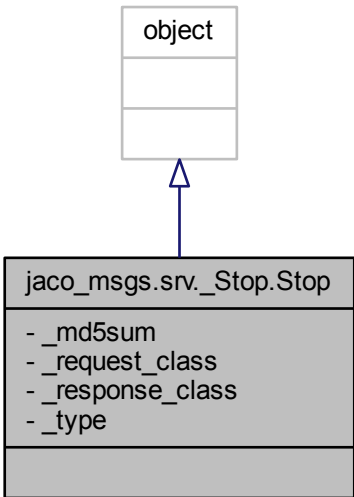 object
jaco_msgs.srv._Stop.Stop
- _md5sum
- _request_class
- _response_class
- _type